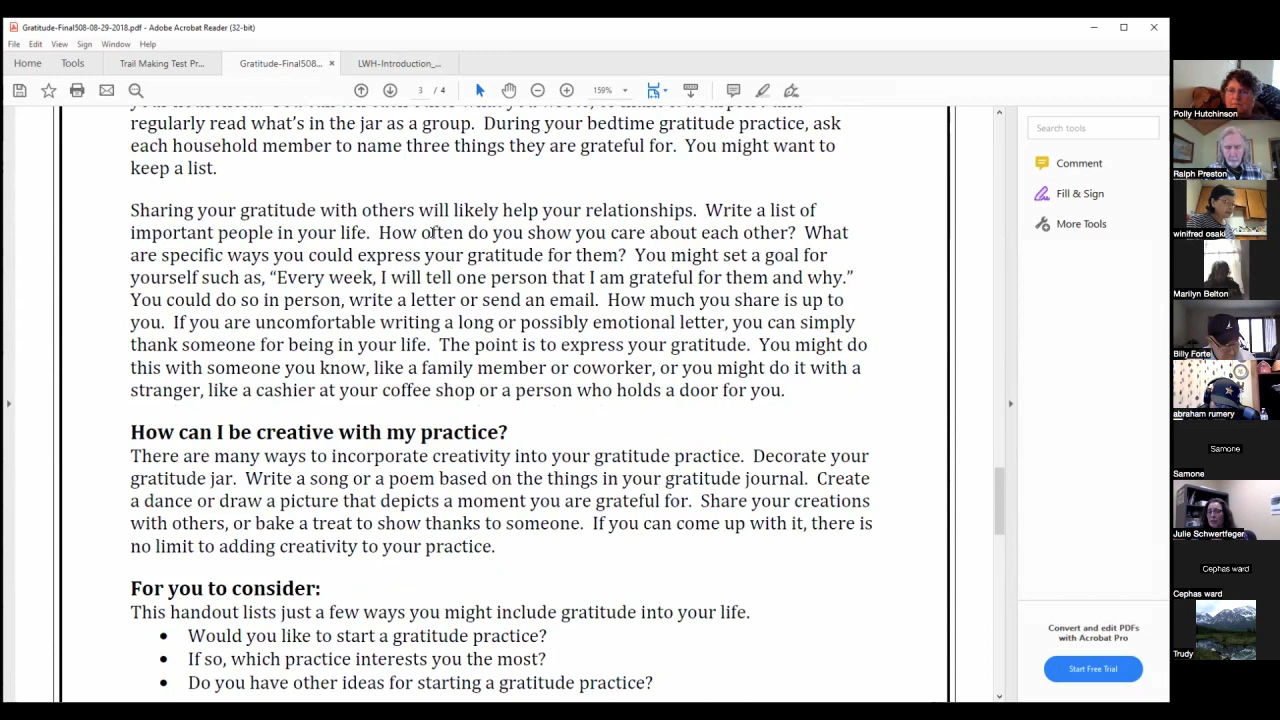 Gratitude-Final508-08-29-2018.pdf - Adobe Acrobat Reader (32-bit)
File Edit View Sign Window Help
Home Tools Trail Making Test Pr... Gratitude-Final508... × LWH-Introduction_...
3 / 4 159%
regularly read what's in the jar as a group.  During your bedtime gratitude practice, ask
each household member to name three things they are grateful for.  You might want to
keep a list.
Sharing your gratitude with others will likely help your relationships.  Write a list of
important people in your life.  How often do you show you care about each other?  What
are specific ways you could express your gratitude for them?  You might set a goal for
yourself such as, “Every week, I will tell one person that I am grateful for them and why.”
You could do so in person, write a letter or send an email.  How much you share is up to
you.  If you are uncomfortable writing a long or possibly emotional letter, you can simply
thank someone for being in your life.  The point is to express your gratitude.  You might do
this with someone you know, like a family member or coworker, or you might do it with a
stranger, like a cashier at your coffee shop or a person who holds a door for you.
How can I be creative with my practice?
There are many ways to incorporate creativity into your gratitude practice.  Decorate your
gratitude jar.  Write a song or a poem based on the things in your gratitude journal.  Create
a dance or draw a picture that depicts a moment you are grateful for.  Share your creations
with others, or bake a treat to show thanks to someone.  If you can come up with it, there is
no limit to adding creativity to your practice.
For you to consider:
This handout lists just a few ways you might include gratitude into your life.
• Would you like to start a gratitude practice?
• If so, which practice interests you the most?
• Do you have other ideas for starting a gratitude practice?
Search tools
Comment
Fill & Sign
More Tools
Convert and edit PDFs
with Acrobat Pro
Start Free Trial
Polly Hutchinson
Ralph Preston
winifred osaki
Marilyn Belton
Billy Forte
abraham rumery
Samone
Samone
Julie Schwertfeger
Cephas ward
Cephas ward
Trudy